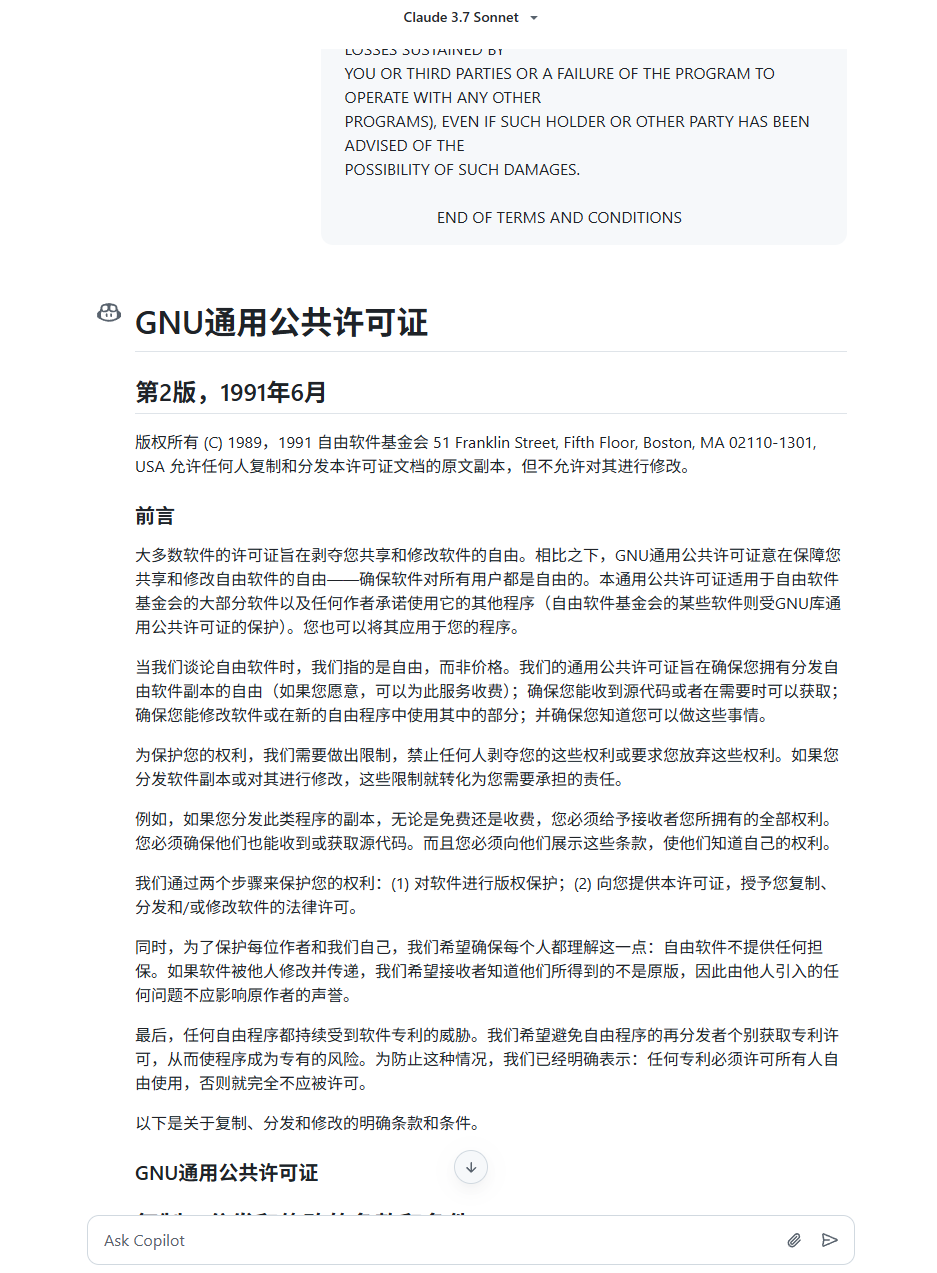 Claude 3.7 Sonnet
LOSSES SUSTAINED BY
YOU OR THIRD PARTIES OR A FAILURE OF THE PROGRAM TO
OPERATE WITH ANY OTHER
PROGRAMS), EVEN IF SUCH HOLDER OR OTHER PARTY HAS BEEN
ADVISED OF THE
POSSIBILITY OF SUCH DAMAGES.
END OF TERMS AND CONDITIONS
GNU通用公共许可证
第2版，1991年6月
版权所有 (C) 1989，1991 自由软件基金会 51 Franklin Street, Fifth Floor, Boston, MA 02110-1301,
USA 允许任何人复制和分发本许可证文档的原文副本，但不允许对其进行修改。
前言
大多数软件的许可证旨在剥夺您共享和修改软件的自由。相比之下，GNU通用公共许可证意在保障您
共享和修改自由软件的自由——确保软件对所有用户都是自由的。本通用公共许可证适用于自由软件
基金会的大部分软件以及任何作者承诺使用它的其他程序（自由软件基金会的某些软件则受GNU库通
用公共许可证的保护）。您也可以将其应用于您的程序。
当我们谈论自由软件时，我们指的是自由，而非价格。我们的通用公共许可证旨在确保您拥有分发自
由软件副本的自由（如果您愿意，可以为此服务收费）；确保您能收到源代码或者在需要时可以获取；
确保您能修改软件或在新的自由程序中使用其中的部分；并确保您知道您可以做这些事情。
为保护您的权利，我们需要做出限制，禁止任何人剥夺您的这些权利或要求您放弃这些权利。如果您
分发软件副本或对其进行修改，这些限制就转化为您需要承担的责任。
例如，如果您分发此类程序的副本，无论是免费还是收费，您必须给予接收者您所拥有的全部权利。
您必须确保他们也能收到或获取源代码。而且您必须向他们展示这些条款，使他们知道自己的权利。
我们通过两个步骤来保护您的权利：(1) 对软件进行版权保护；(2) 向您提供本许可证，授予您复制、
分发和/或修改软件的法律许可。
同时，为了保护每位作者和我们自己，我们希望确保每个人都理解这一点：自由软件不提供任何担
保。如果软件被他人修改并传递，我们希望接收者知道他们所得到的不是原版，因此由他人引入的任
何问题不应影响原作者的声誉。
最后，任何自由程序都持续受到软件专利的威胁。我们希望避免自由程序的再分发者个别获取专利许
可，从而使程序成为专有的风险。为防止这种情况，我们已经明确表示：任何专利必须许可所有人自
由使用，否则就完全不应被许可。
以下是关于复制、分发和修改的明确条款和条件。
GNU通用公共许可证
Ask Copilot